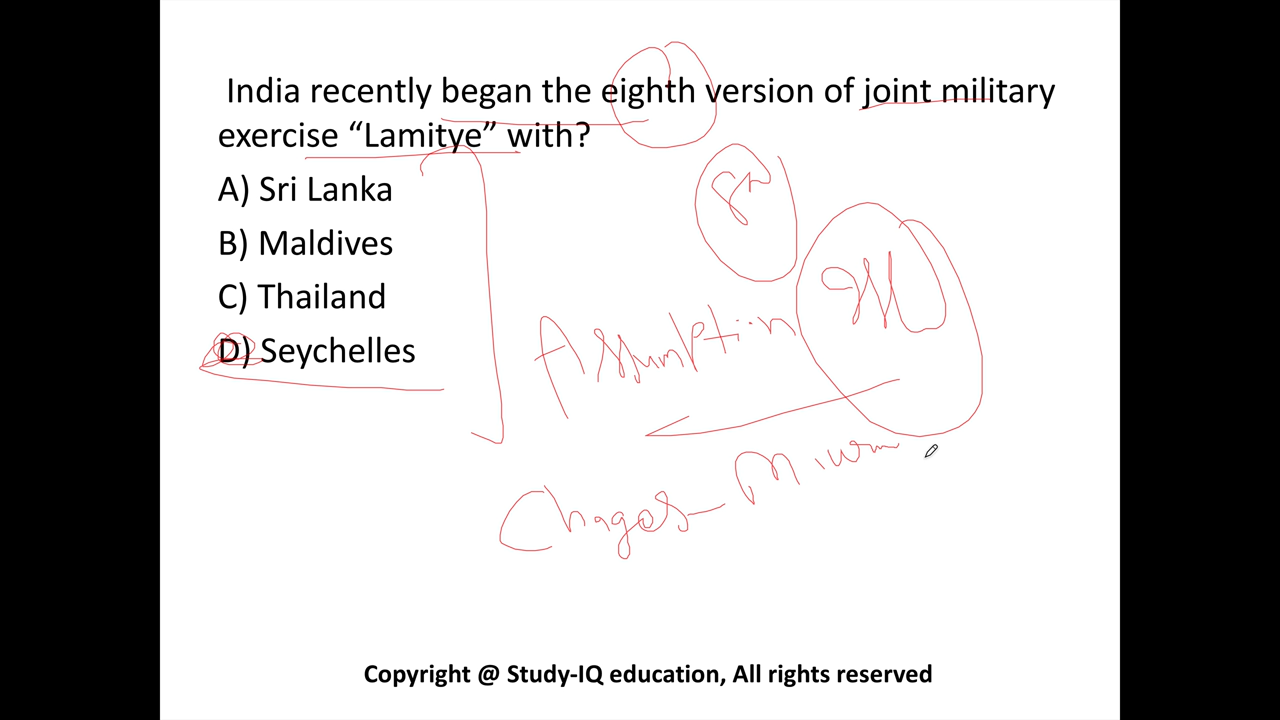 India recently began the eighth version of joint military
exercise “Lamitye” with?
A) Sri Lanka
B) Maldives
C) Thailand
D) Seychelles
Assumption
Chagos-
Copyright @ Study-IQ education, All rights reserved